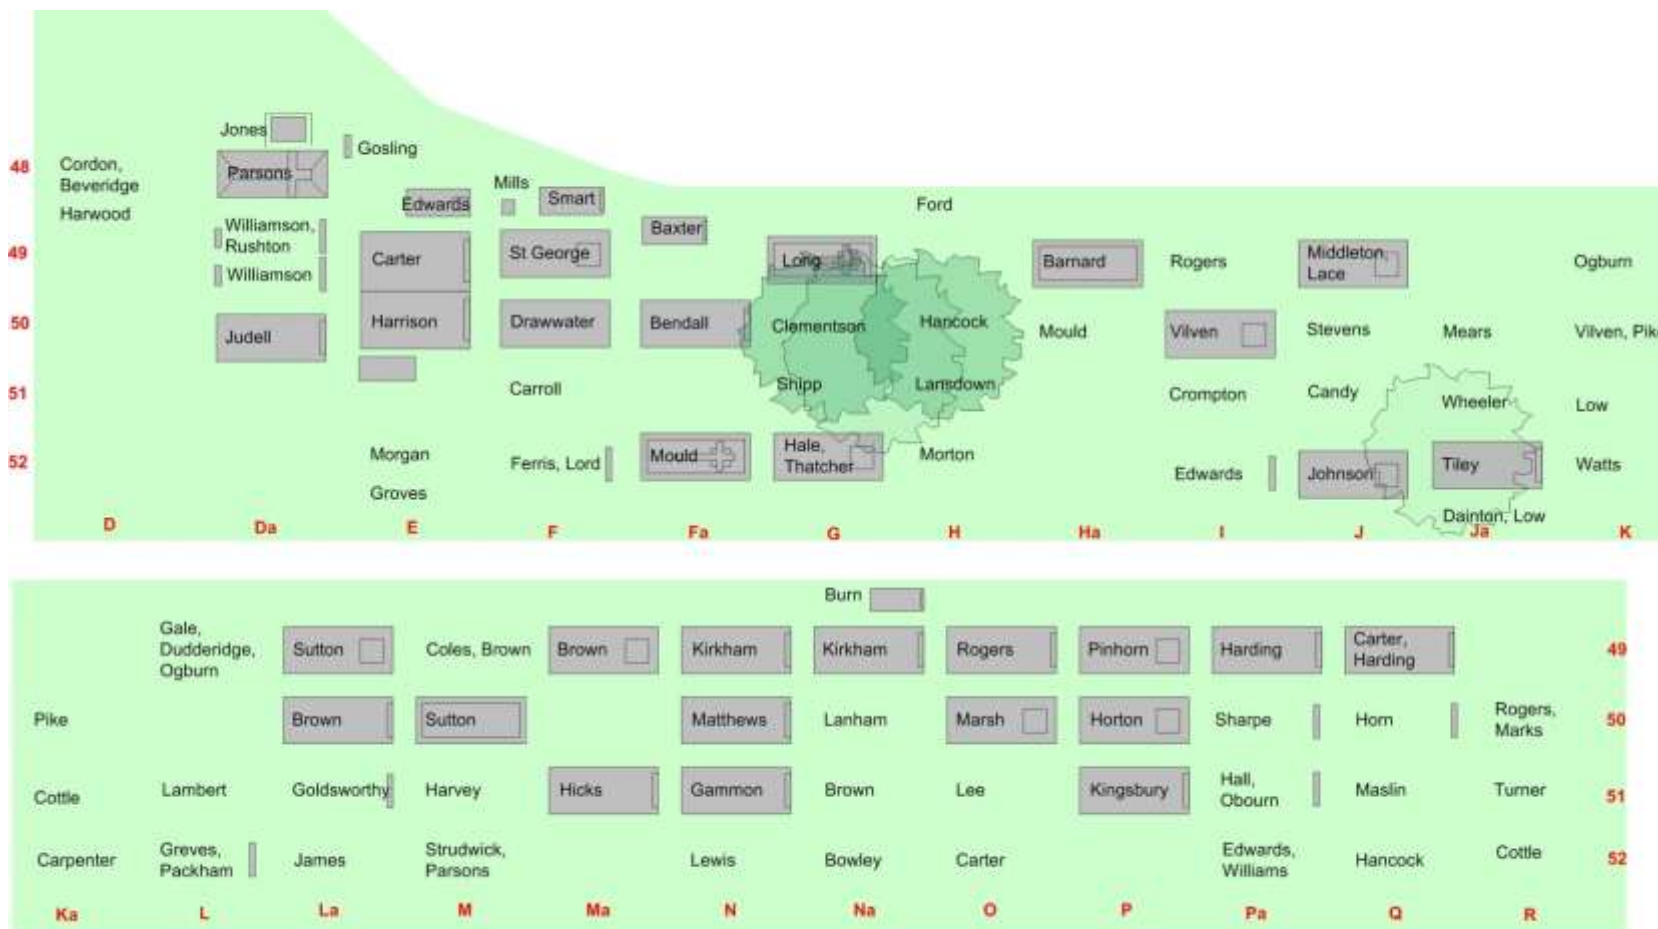 Jones
Gosling
48
Cordon,
Beveridge
Parsons
Harwood
Mills
Edwards
Smart
Ford
Williamson,
Rushton
Baxter
49
Carter
St George
Long
Barnard
Rogers
Middleton,
Lace
Ogburn
Williamson
50
Judell
Harrison
Drawwater
Bendall
Clementson
Hancock
Mould
Vilven
Stevens
Mears
Vilven, Pik
51
Carroll
Shipp
Lansdown
Crompton
Candy
Wheeler
Low
52
Morgan
Ferris, Lord
Mould
Hale,
Thatcher
Morton
Edwards
Johnson
Tiley
Watts
Groves
Dainton, Low
D Da E F Fa G H Ha I J Ja K
Burn
Gale,
Dudderidge,
Ogburn
Sutton
Coles, Brown
Brown
Kirkham
Kirkham
Rogers
Pinhorn
Harding
Carter,
Harding
49
Pike
Brown
Sutton
Matthews
Lanham
Marsh
Horton
Sharpe
Horn
Rogers,
Marks
50
Cottle
Lambert
Goldsworthy
Harvey
Hicks
Gammon
Brown
Lee
Kingsbury
Hall,
Obourn
Maslin
Turner
51
Carpenter
Greves,
Packham
James
Strudwick,
Parsons
Lewis
Bowley
Carter
Edwards,
Williams
Hancock
Cottle
52
Ka L La M Ma N Na O P Pa Q R